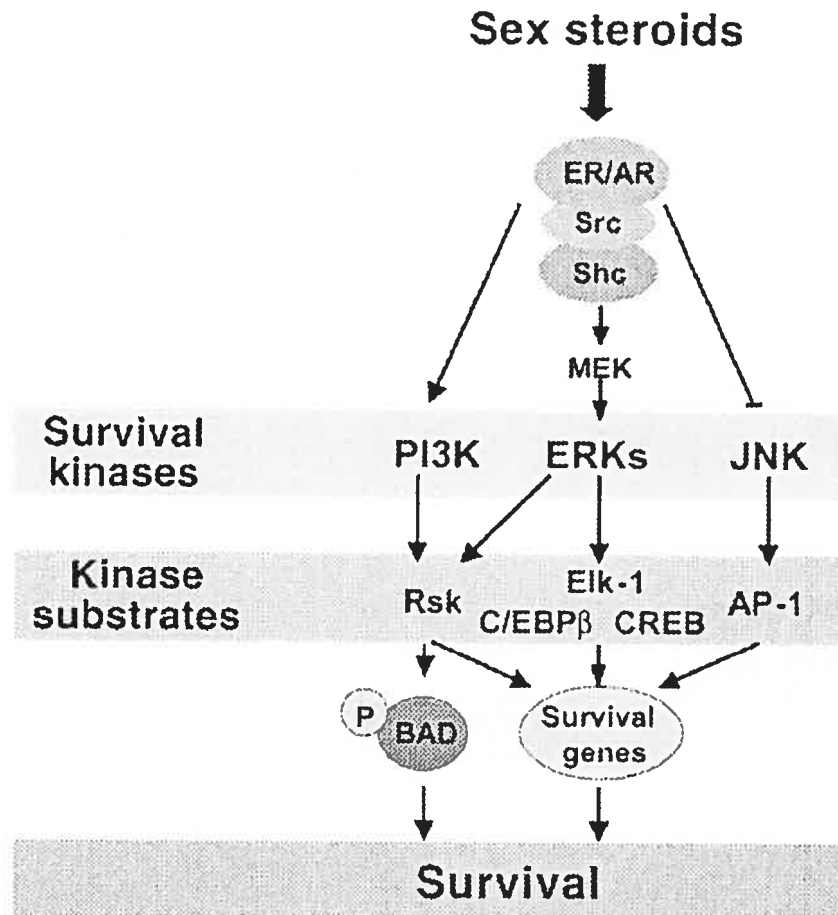 Sex steroids
ER/AR
Src
Shc
MEK
Survival
kinases
PI3K
ERKs
JNK
Kinase
substrates
Rsk
Elk-1
C/EBPβ CREB
AP-1
P
BAD
Survival
genes
Survival